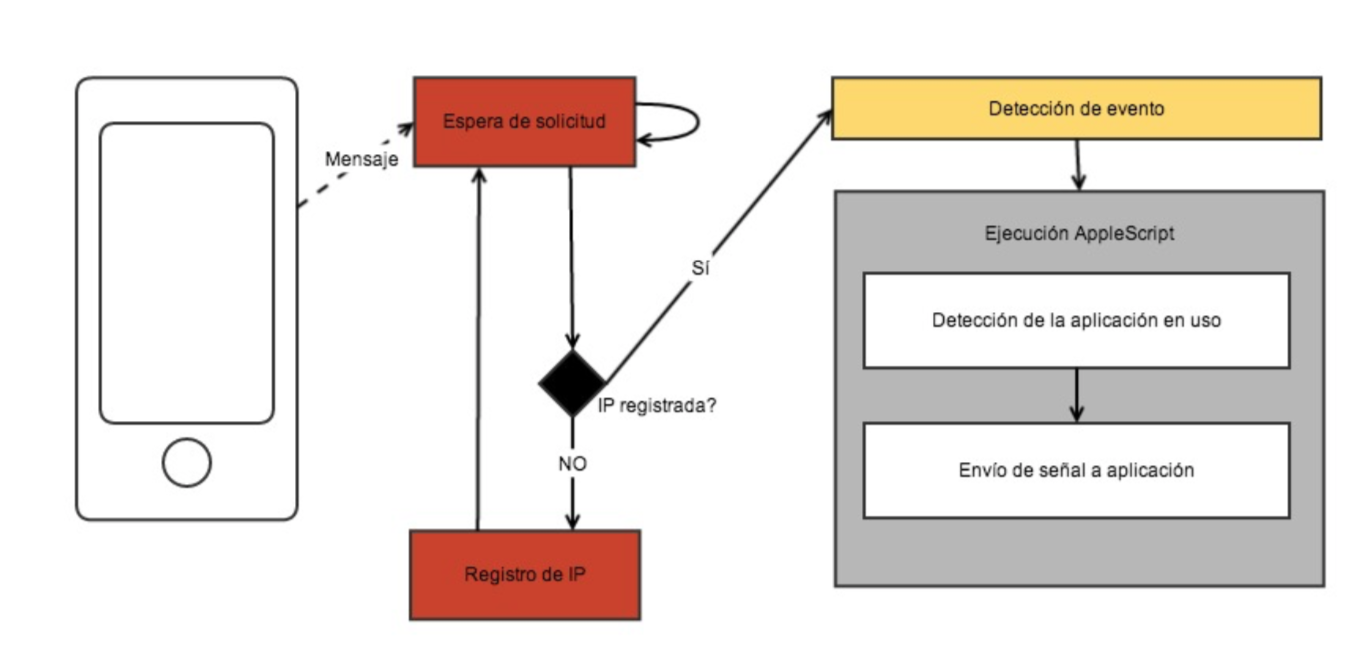 Mensaje
Espera de solicitud
Sí
IP registrada?
NO
Registro de IP
Detección de evento
Ejecución AppleScript
Detección de la aplicación en uso
Envío de señal a aplicación